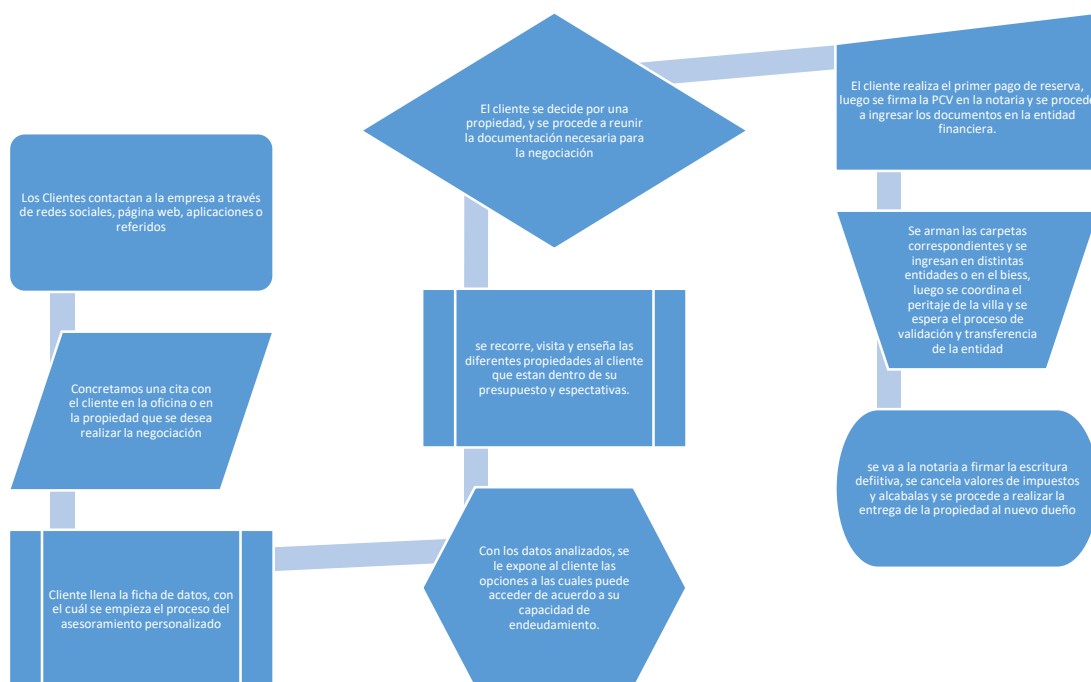 Los Clientes contactan a la empresa a través
de redes sociales, página web, aplicaciones o
referidos
Concretamos una cita con
el cliente en la oficina o en
la propiedad que se desea
realizar la negociación
Cliente llena la ficha de datos, con
el cuál se empieza el proceso del
asesoramiento personalizado
Con los datos analizados, se
le expone al cliente las
opciones a las cuales puede
acceder de acuerdo a su
capacidad de
endeudamiento.
se recorre, visita y enseña las
diferentes propiedades al cliente
que estan dentro de su
presupuesto y espectativas.
El cliente se decide por una
propiedad, y se procede a reunir
la documentación necesaria para
la negociación
El cliente realiza el primer pago de reserva,
luego se firma la PCV en la notaria y se procede
a ingresar los documentos en la entidad
financiera.
Se arman las carpetas
correspondientes y se
ingresan en distintas
entidades o en el biess,
luego se coordina el
peritaje de la villa y se
espera el proceso de
validación y transferencia
de la entidad
se va a la notaria a firmar la escritura
defiitiva, se cancela valores de impuestos
y alcabalas y se procede a realizar la
entrega de la propiedad al nuevo dueño